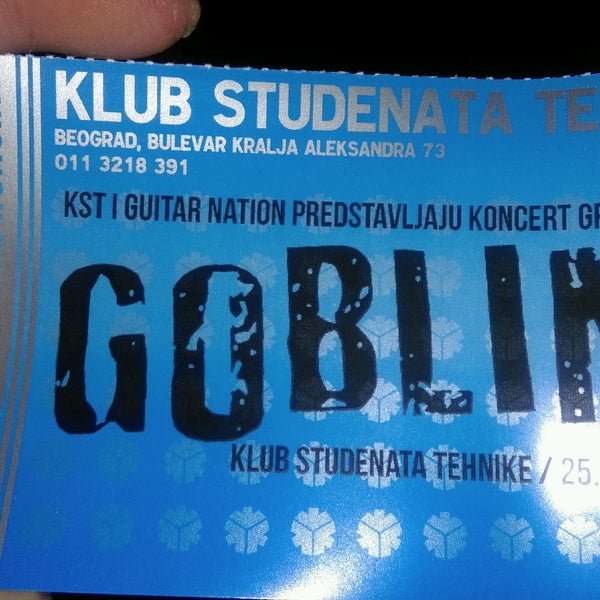 KLUB STUDENATA TE
BEOGRAD, BULEVAR KRALJA ALEKSANDRA 73
011 3218 391
KST I GUITAR NATION PREDSTAVLJAJU KONCERT GR
GOBLIN
KLUB STUDENATA TEHNIKE / 25.